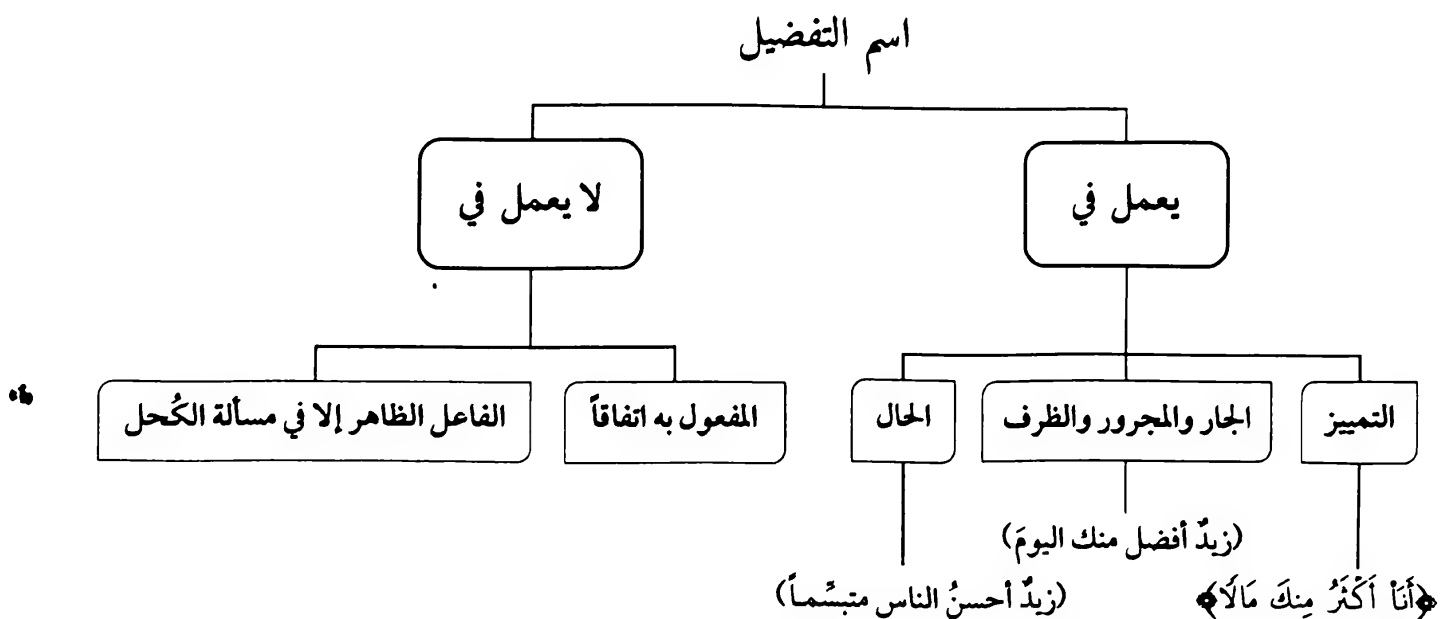 اسم التفضيل
يعمل في
لا يعمل في
التمييز
الجار والمجرور والظرف
الحال
المفعول به اتفاقاً
الفاعل الظاهر إلا في مسألة الكُحل
(زيدٌ أفضل منك اليومَ)
﴿أَنَا۠ أَكْثَرُ مِنكَ مَالًا﴾
(زيدٌ أحسنُ الناس متبسِّماً)